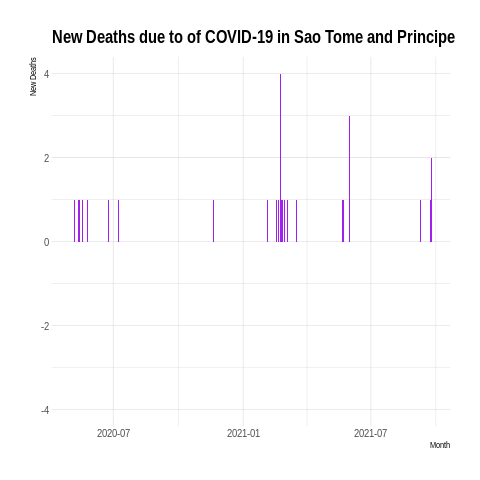 New Deaths due to of COVID-19 in Sao Tome and Principe
New Deaths
4
2
0
-2
-4
2020-07
2021-01
2021-07
Month